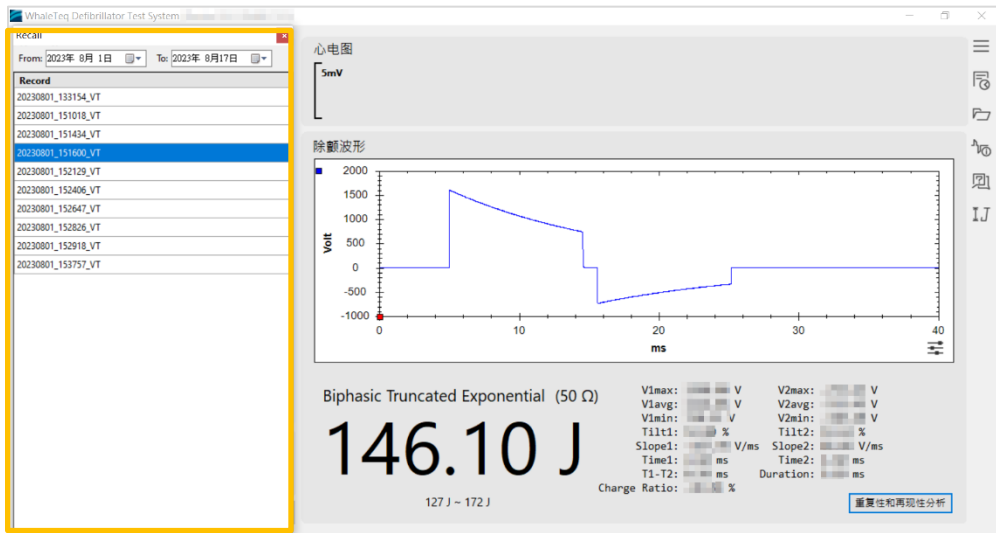 WhaleTeq Defibrillator Test System
Recall
From: 2023年 8月 1日 To: 2023年 8月17日
Record
20230801_133154_VT
20230801_151018_VT
20230801_151434_VT
20230801_151600_VT
20230801_152129_VT
20230801_152406_VT
20230801_152647_VT
20230801_152826_VT
20230801_152918_VT
20230801_153757_VT
心电图
5mV
除颤波形
2000
1500
1000
500
0
-500
-1000
Volt
0 10 20 30 40
ms
Biphasic Truncated Exponential (50 Ω)
146.10 J
127 J ~ 172 J
V1max: V V2max: V
V1avg: V V2avg: V
V1min: V V2min: V
Tilt1: % Tilt2: %
Slope1: V/ms Slope2: V/ms
Time1: ms Time2: ms
T1-T2: ms Duration: ms
Charge Ratio: %
重复性和再现性分析
IJ